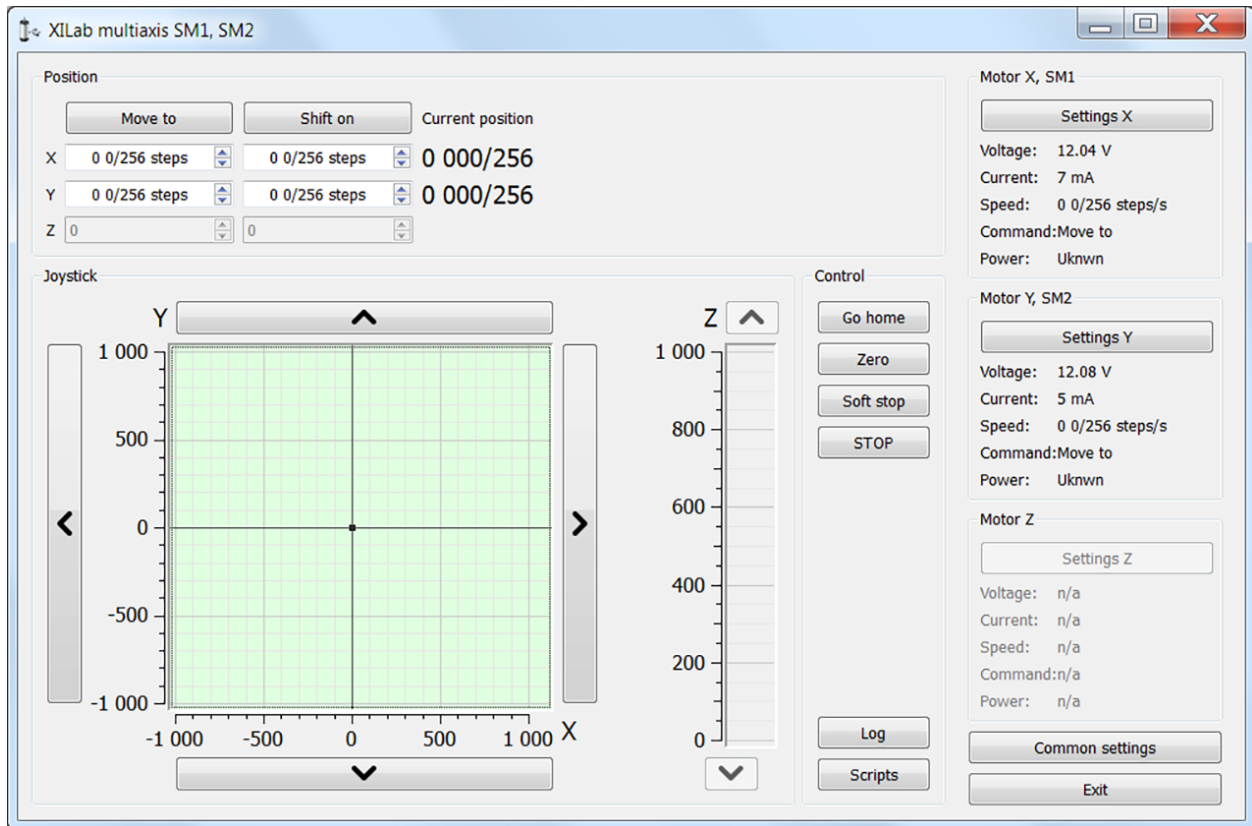 XILab multiaxis SM1, SM2
Position
Move to Shift on Current position
X 0 0/256 steps 0 0/256 steps 0 000/256
Y 0 0/256 steps 0 0/256 steps 0 000/256
Z 0 0
Joystick
Y
1 000
500
0
-500
-1 000
-1 000 -500 0 500 1 000 X
Z
1 000
800
600
400
200
0
Control
Go home
Zero
Soft stop
STOP
Log
Scripts
Motor X, SM1
Settings X
Voltage: 12.04 V
Current: 7 mA
Speed: 0 0/256 steps/s
Command:Move to
Power: Uknwn
Motor Y, SM2
Settings Y
Voltage: 12.08 V
Current: 5 mA
Speed: 0 0/256 steps/s
Command:Move to
Power: Uknwn
Motor Z
Settings Z
Voltage: n/a
Current: n/a
Speed: n/a
Command:n/a
Power: n/a
Common settings
Exit